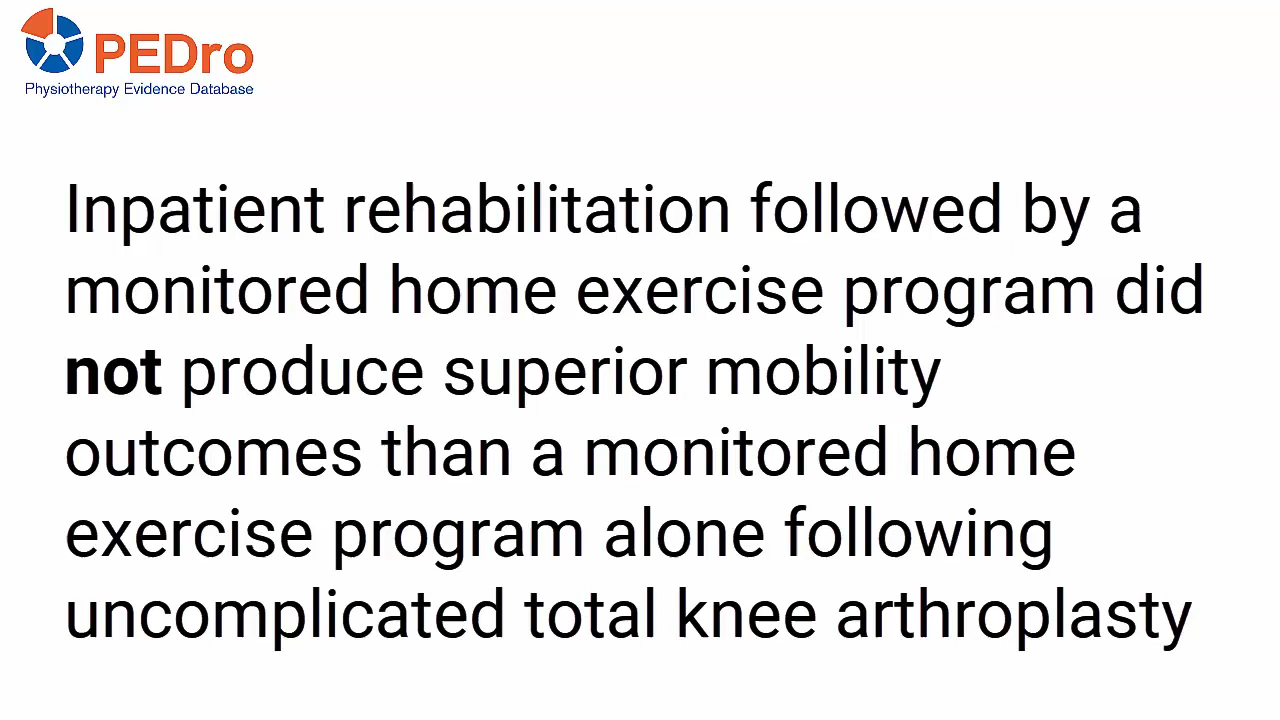 PEDro
Physiotherapy Evidence Database
Inpatient rehabilitation followed by a
monitored home exercise program did
not produce superior mobility
outcomes than a monitored home
exercise program alone following
uncomplicated total knee arthroplasty